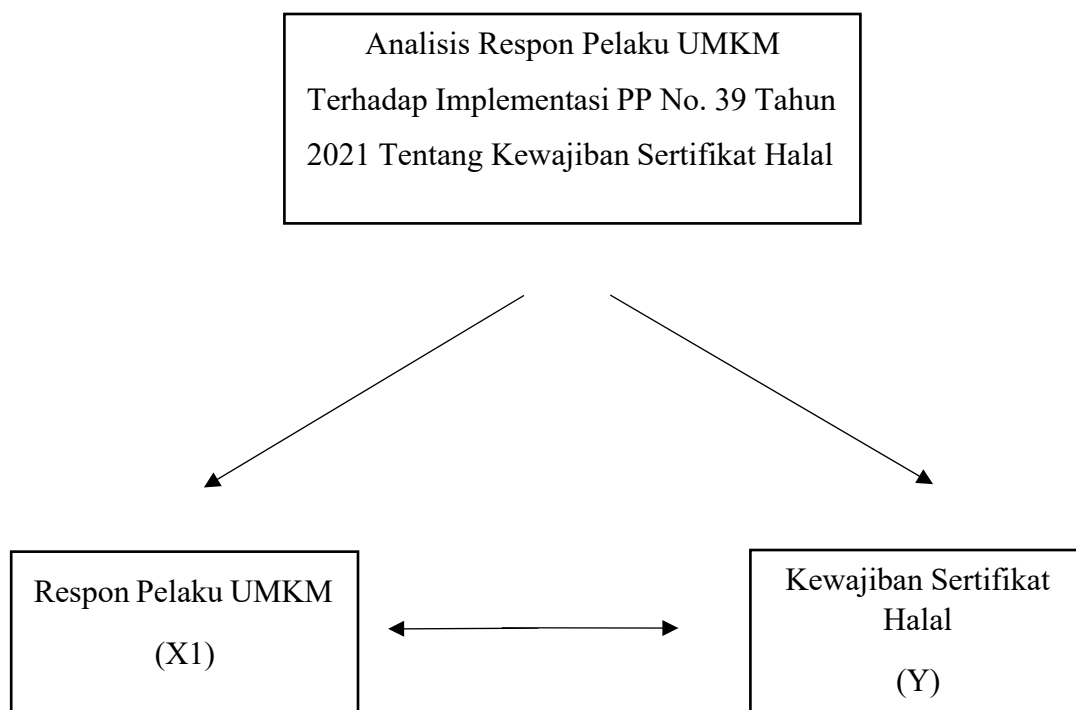 Analisis Respon Pelaku UMKM
Terhadap Implementasi PP No. 39 Tahun
2021 Tentang Kewajiban Sertifikat Halal
Respon Pelaku UMKM
(X1)
Kewajiban Sertifikat
Halal
(Y)